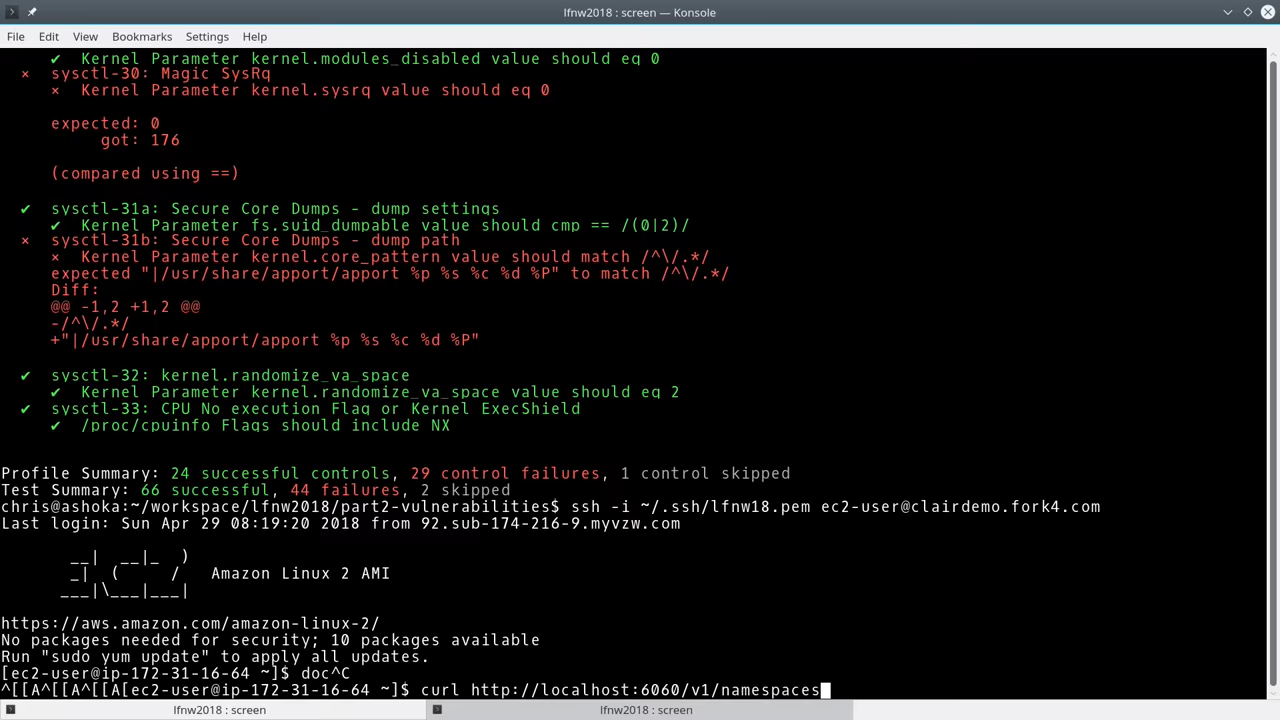 lfnw2018 : screen — Konsole
File Edit View Bookmarks Settings Help
✔ Kernel Parameter kernel.modules_disabled value should eq 0
× sysctl-30: Magic SysRq
× Kernel Parameter kernel.sysrq value should eq 0
expected: 0
got: 176
(compared using ==)
✔ sysctl-31a: Secure Core Dumps - dump settings
✔ Kernel Parameter fs.suid_dumpable value should cmp == /(0|2)/
× sysctl-31b: Secure Core Dumps - dump path
× Kernel Parameter kernel.core_pattern value should match /^\/.*/
expected "|/usr/share/apport/apport %p %s %c %d %P" to match /^\/.*/
Diff:
@@ -1,2 +1,2 @@
-/^\/.*/
+"|/usr/share/apport/apport %p %s %c %d %P"
✔ sysctl-32: kernel.randomize_va_space
✔ Kernel Parameter kernel.randomize_va_space value should eq 2
✔ sysctl-33: CPU No execution Flag or Kernel ExecShield
✔ /proc/cpuinfo Flags should include NX
Profile Summary: 24 successful controls, 29 control failures, 1 control skipped
Test Summary: 66 successful, 44 failures, 2 skipped
chris@ashoka:~/workspace/lfnw2018/part2-vulnerabilities$ ssh -i ~/.ssh/lfnw18.pem ec2-user@clairdemo.fork4.com
Last login: Sun Apr 29 08:19:20 2018 from 92.sub-174-216-9.myvzw.com
__| __|_ )
_| ( / Amazon Linux 2 AMI
___|\___|___|
https://aws.amazon.com/amazon-linux-2/
No packages needed for security; 10 packages available
Run "sudo yum update" to apply all updates.
[ec2-user@ip-172-31-16-64 ~]$ doc^C
^[[A^[[A^[[A[ec2-user@ip-172-31-16-64 ~]$ curl http://localhost:6060/v1/namespaces
lfnw2018 : screen
lfnw2018 : screen